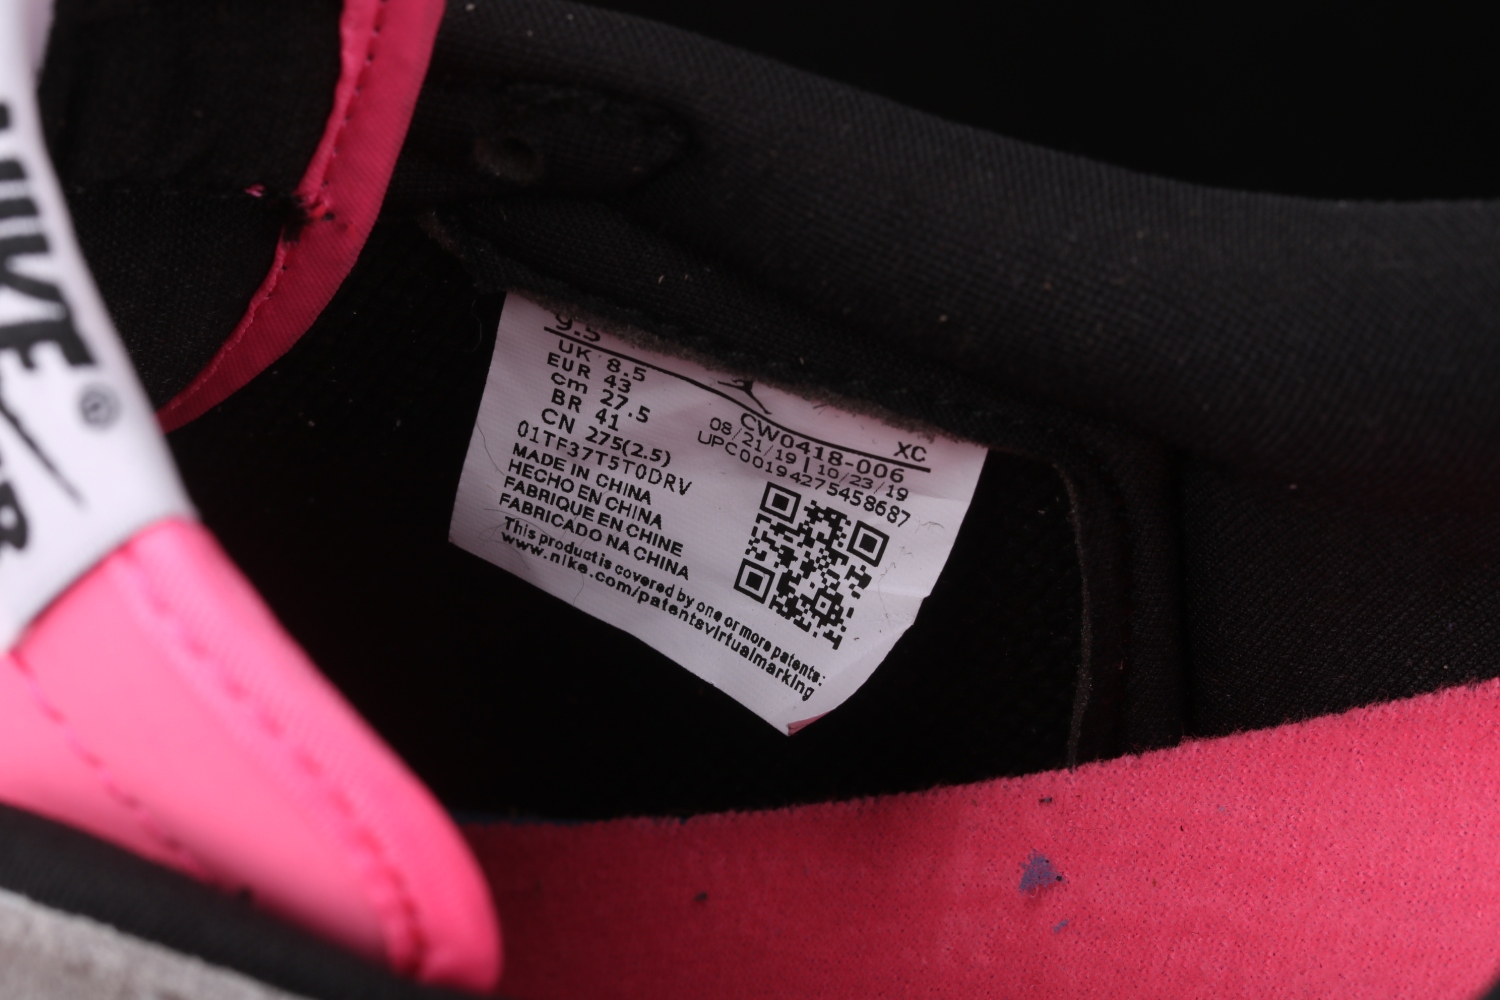 NIKE
R
9.5
UK 8.5
EUR 43
cm 27.5
BR 41
CN 275(2.5)
01TF37T5T0DRV
MADE IN CHINA
HECHO EN CHINA
FABRIQUE EN CHINE
FABRICADO NA CHINA
This product is covered by one or more patents:
www.nike.com/patentsvirtualmarking
XC
CW0418-006
08/21/19 | 10/23/19
UPC00194275458687